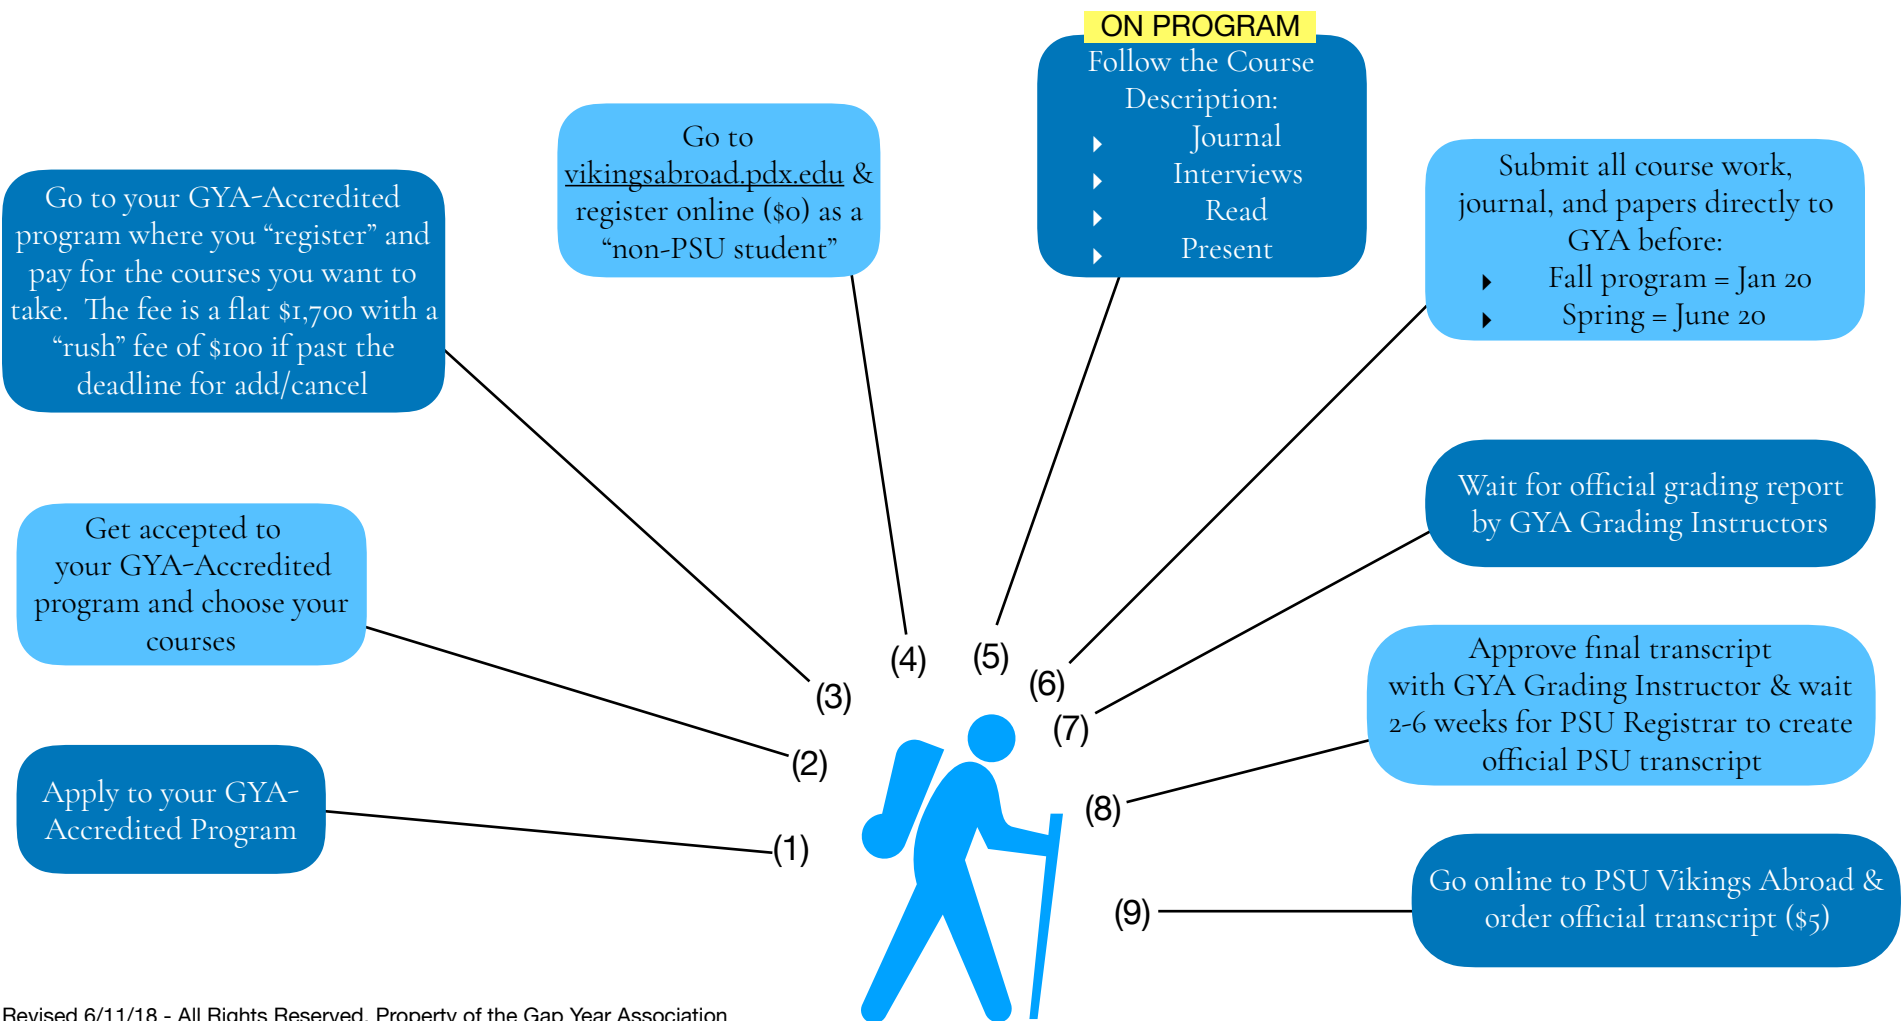 (1)
Apply to your GYA-
Accredited Program
(2)
Get accepted to
your GYA-Accredited
program and choose your
courses
(3)
Go to your GYA-Accredited
program where you “register” and
pay for the courses you want to
take. The fee is a flat $1,700 with a
“rush” fee of $100 if past the
deadline for add/cancel
(4)
Go to
vikingsabroad.pdx.edu &
register online ($0) as a
“non-PSU student”
(5)
ON PROGRAM
Follow the Course
Description:
Journal
Interviews
Read
Present
(6)
Submit all course work,
journal, and papers directly to
GYA before:
Fall program = Jan 20
Spring = June 20
(7)
Wait for official grading report
by GYA Grading Instructors
(8)
Approve final transcript
with GYA Grading Instructor & wait
2-6 weeks for PSU Registrar to create
official PSU transcript
(9)
Go online to PSU Vikings Abroad &
order official transcript ($5)
Revised 6/11/18 - All Rights Reserved. Property of the Gap Year Association